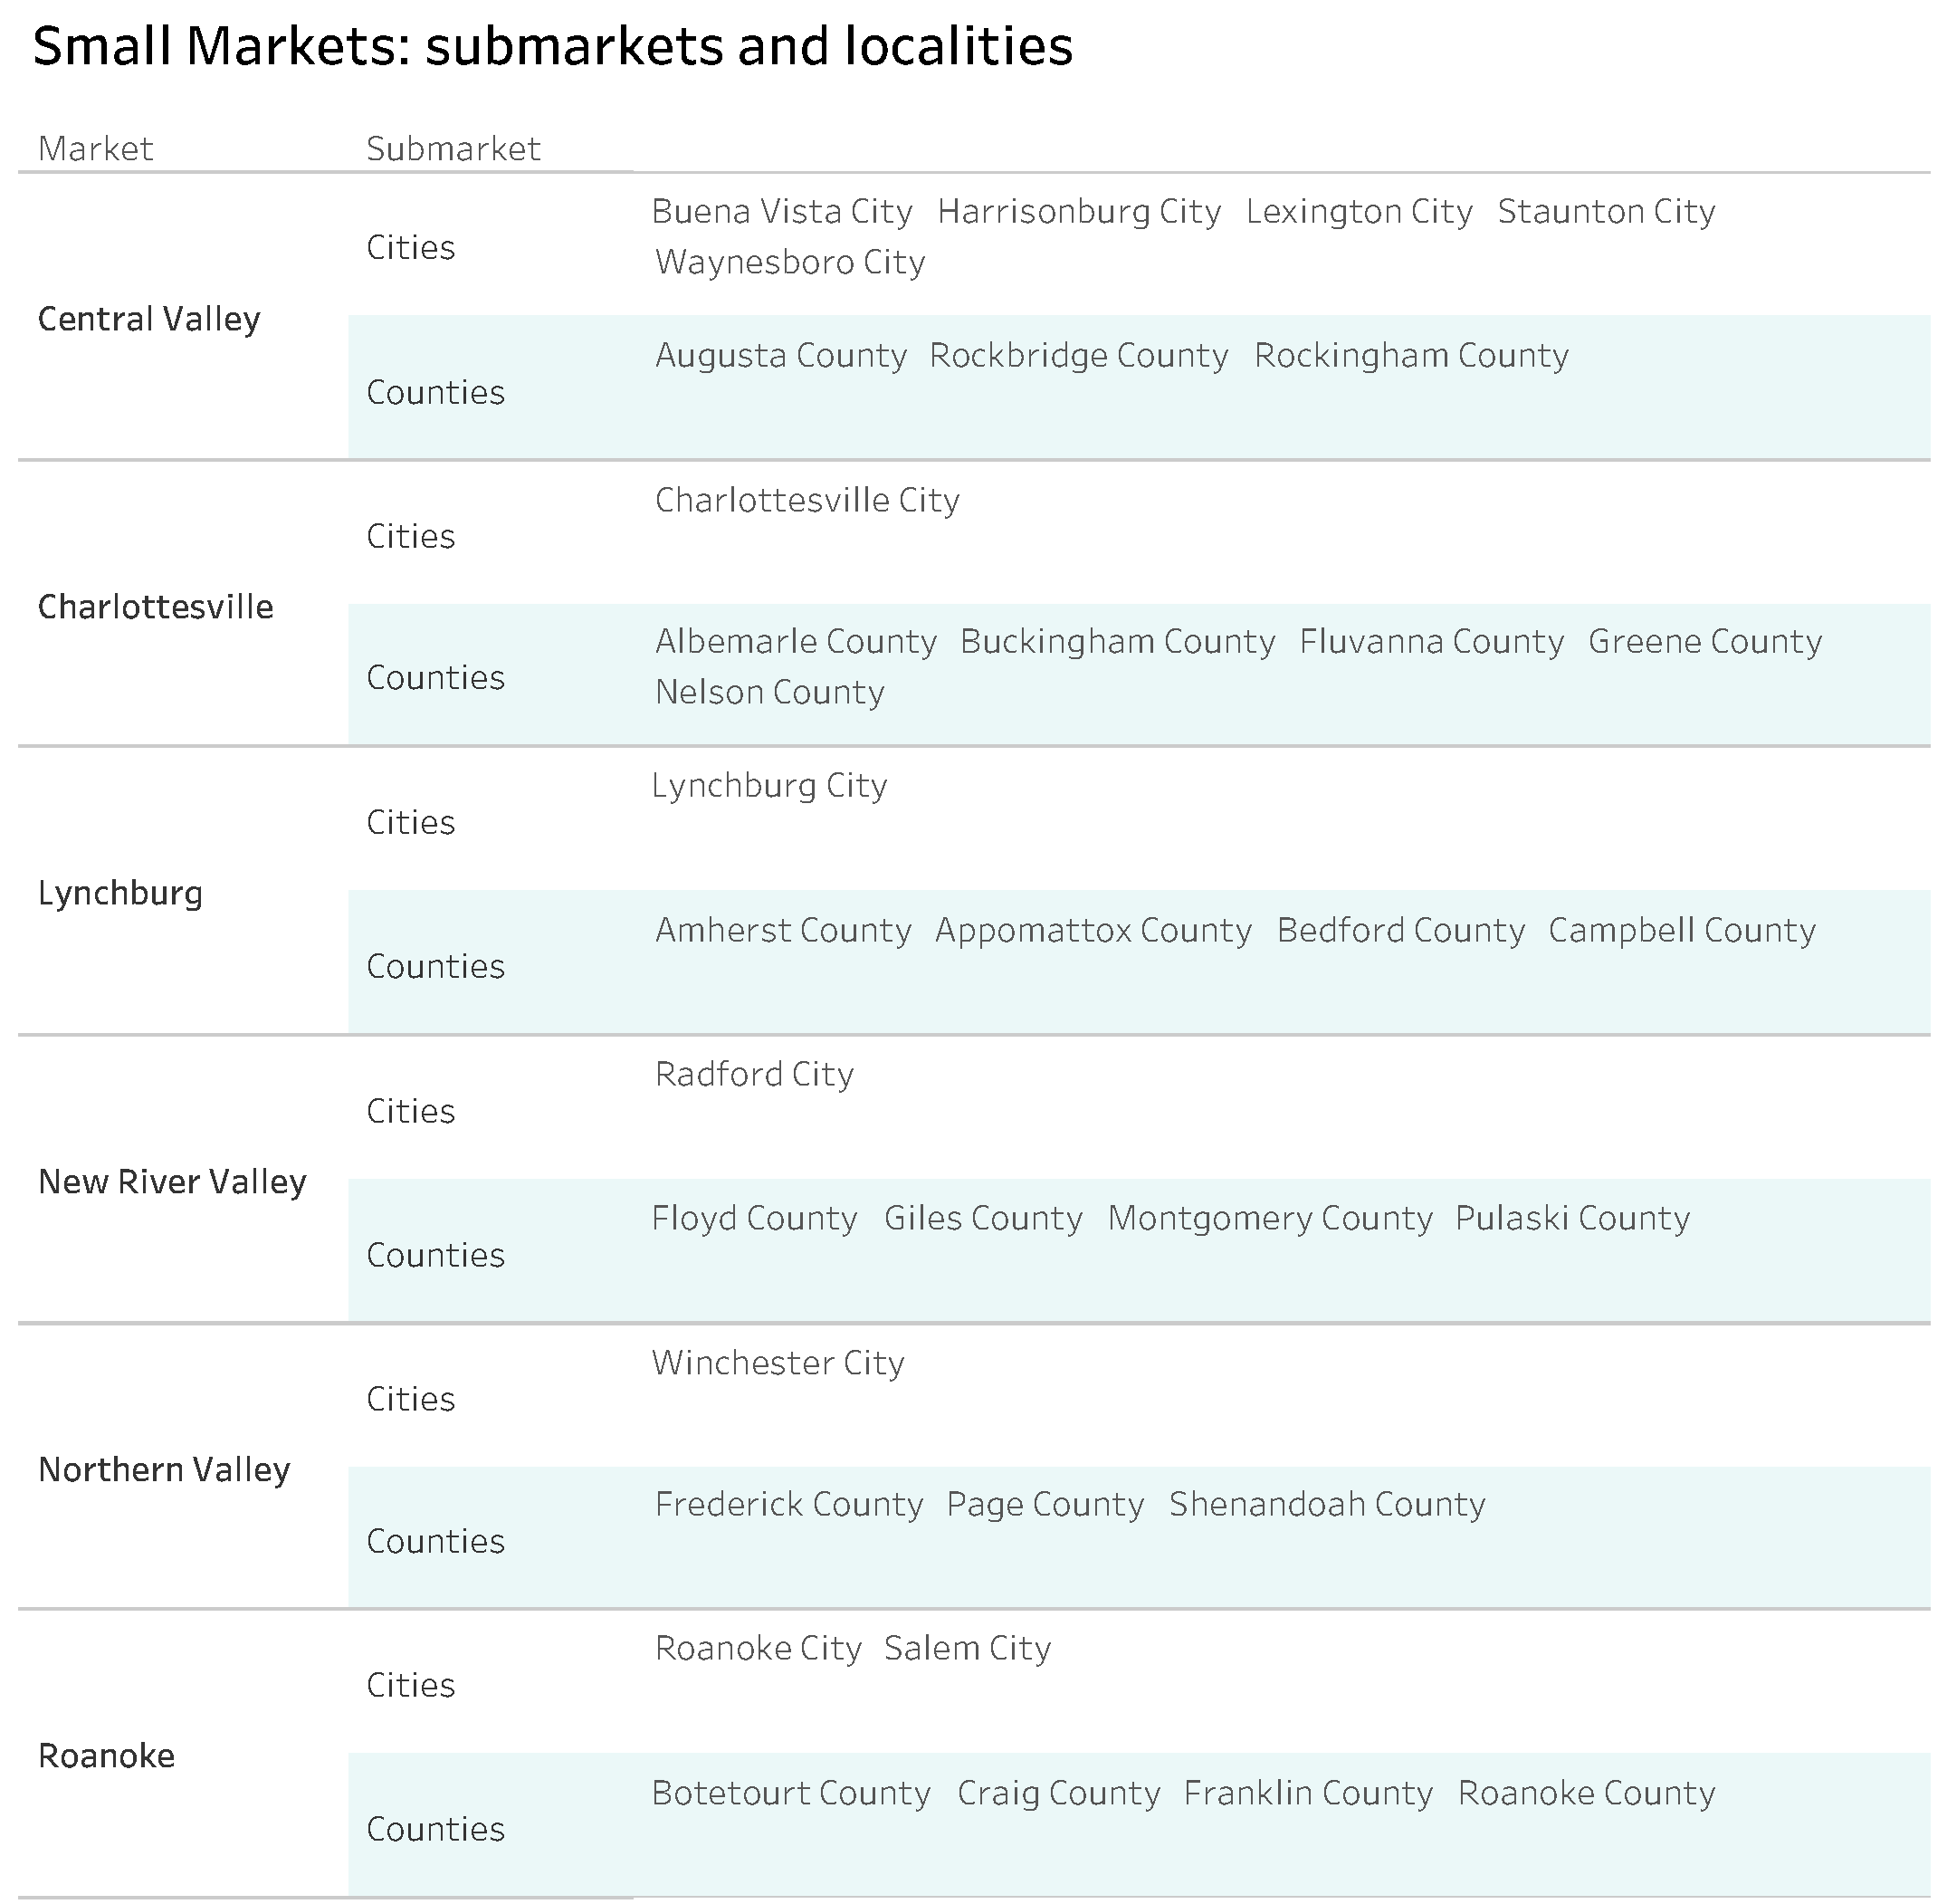 Small Markets: submarkets and localities
Market Submarket
Central Valley
Cities
Buena Vista City Harrisonburg City Lexington City Staunton City
Waynesboro City
Counties
Augusta County Rockbridge County Rockingham County
Charlottesville
Cities
Charlottesville City
Counties
Albemarle County Buckingham County Fluvanna County Greene County
Nelson County
Lynchburg
Cities
Lynchburg City
Counties
Amherst County Appomattox County Bedford County Campbell County
New River Valley
Cities
Radford City
Counties
Floyd County Giles County Montgomery County Pulaski County
Northern Valley
Cities
Winchester City
Counties
Frederick County Page County Shenandoah County
Roanoke
Cities
Roanoke City Salem City
Counties
Botetourt County Craig County Franklin County Roanoke County